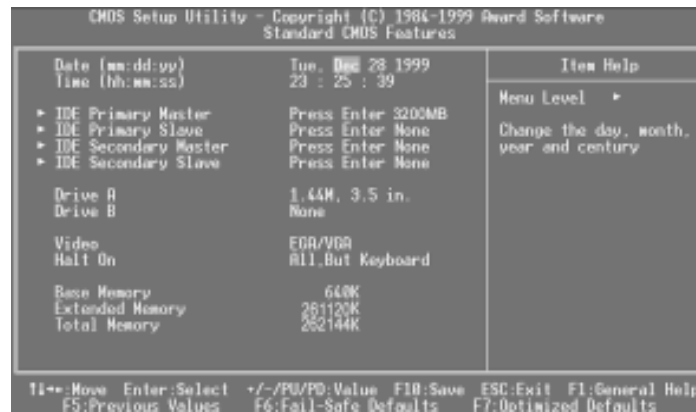 CMOS Setup Utility - Copyright (C) 1984-1999 Award Software
Standard CMOS Features
Date (mm:dd:yy) Tue, Dec 28 1999
Time (hh:mm:ss) 23 : 25 : 39
► IDE Primary Master Press Enter 3200MB
► IDE Primary Slave Press Enter None
► IDE Secondary Master Press Enter None
► IDE Secondary Slave Press Enter None
Drive A 1.44M, 3.5 in.
Drive B None
Video EGA/VGA
Halt On All,But Keyboard
Base Memory 640K
Extended Memory 261120K
Total Memory 262144K
Item Help
Menu Level ►
Change the day, month,
year and century
↑↓→←:Move Enter:Select +/-/PU/PD:Value F10:Save ESC:Exit F1:General Help
F5:Previous Values F6:Fail-Safe Defaults F7:Optimized Defaults